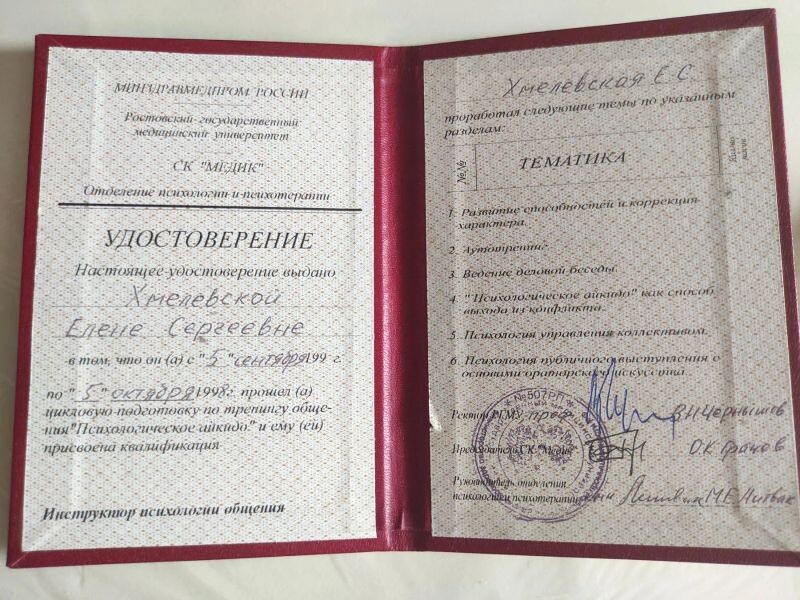 МИНЗДРАВМЕДПРОМ РОССИИ
Ростовский государственный
медицинский университет
СК "МЕДИК"
Отделение психологии и психотерапии
УДОСТОВЕРЕНИЕ
Настоящее удостоверение выдано
Хмелевской
Елене Сергеевне
в том, что он (а) с "5" сентября 199 г.
по "5" октября 1998г. прошел (а)
цикловую подготовку по тренингу обще-
ния "Психологическое айкидо" и ему (ей)
присвоена квалификация
Инструктор психологии общения
Хмелевская Е.С.
проработал следующие темы по указанным
разделам:
№№
ТЕМАТИКА
1. Развитие способностей и коррекция
характера.
2. Аутотренинг.
3. Ведение деловой беседы.
4. "Психологическое айкидо" как способ
выхода из конфликта.
5. Психология управления коллективом.
6. Психология публичного выступления с
основами ораторского искусства.
Ректор РГМУ, проф. В.Н.Чернышов
Председатель СК "Медик" О.К.Грачов
Руководитель отделения
психологии и психотерапии М.Е.Литвак
№507РП